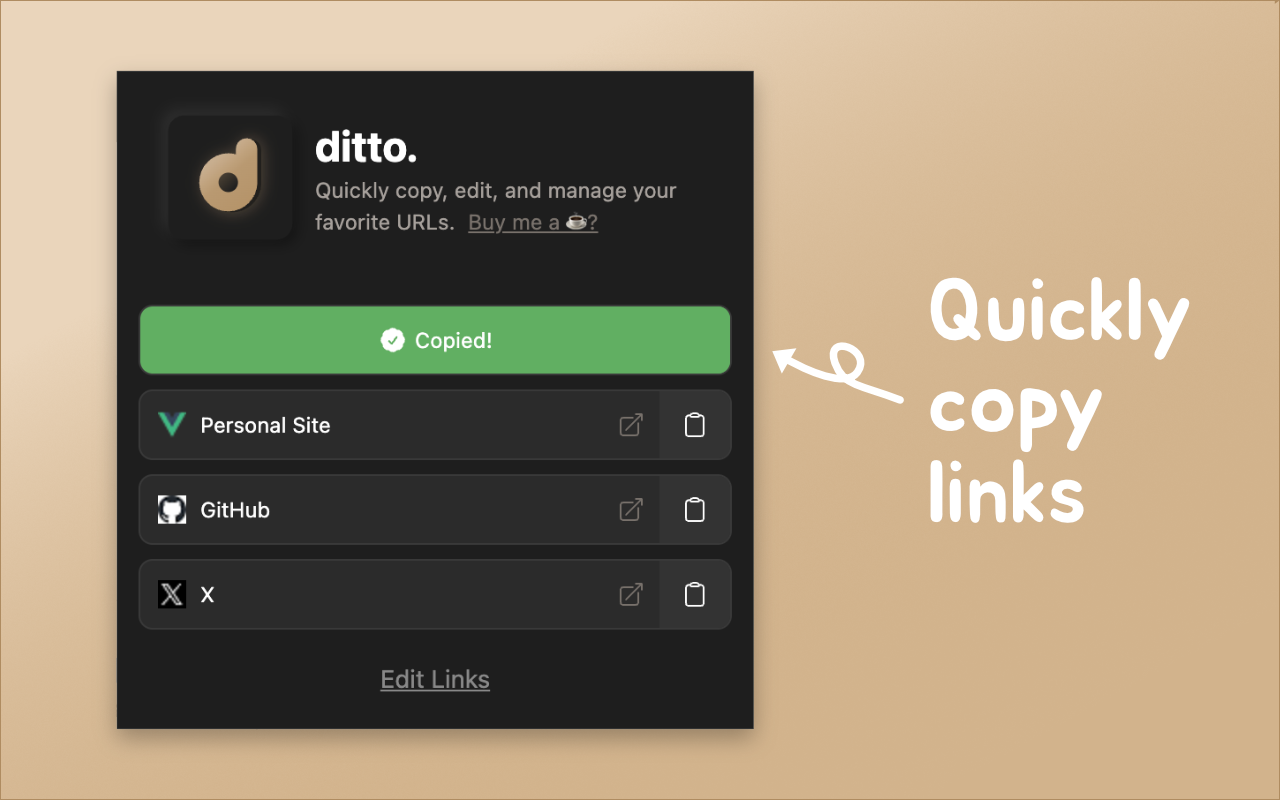 ditto.
Quickly copy, edit, and manage your
favorite URLs. Buy me a ☕?
Copied!
Personal Site
GitHub
X
Edit Links
Quickly
copy
links